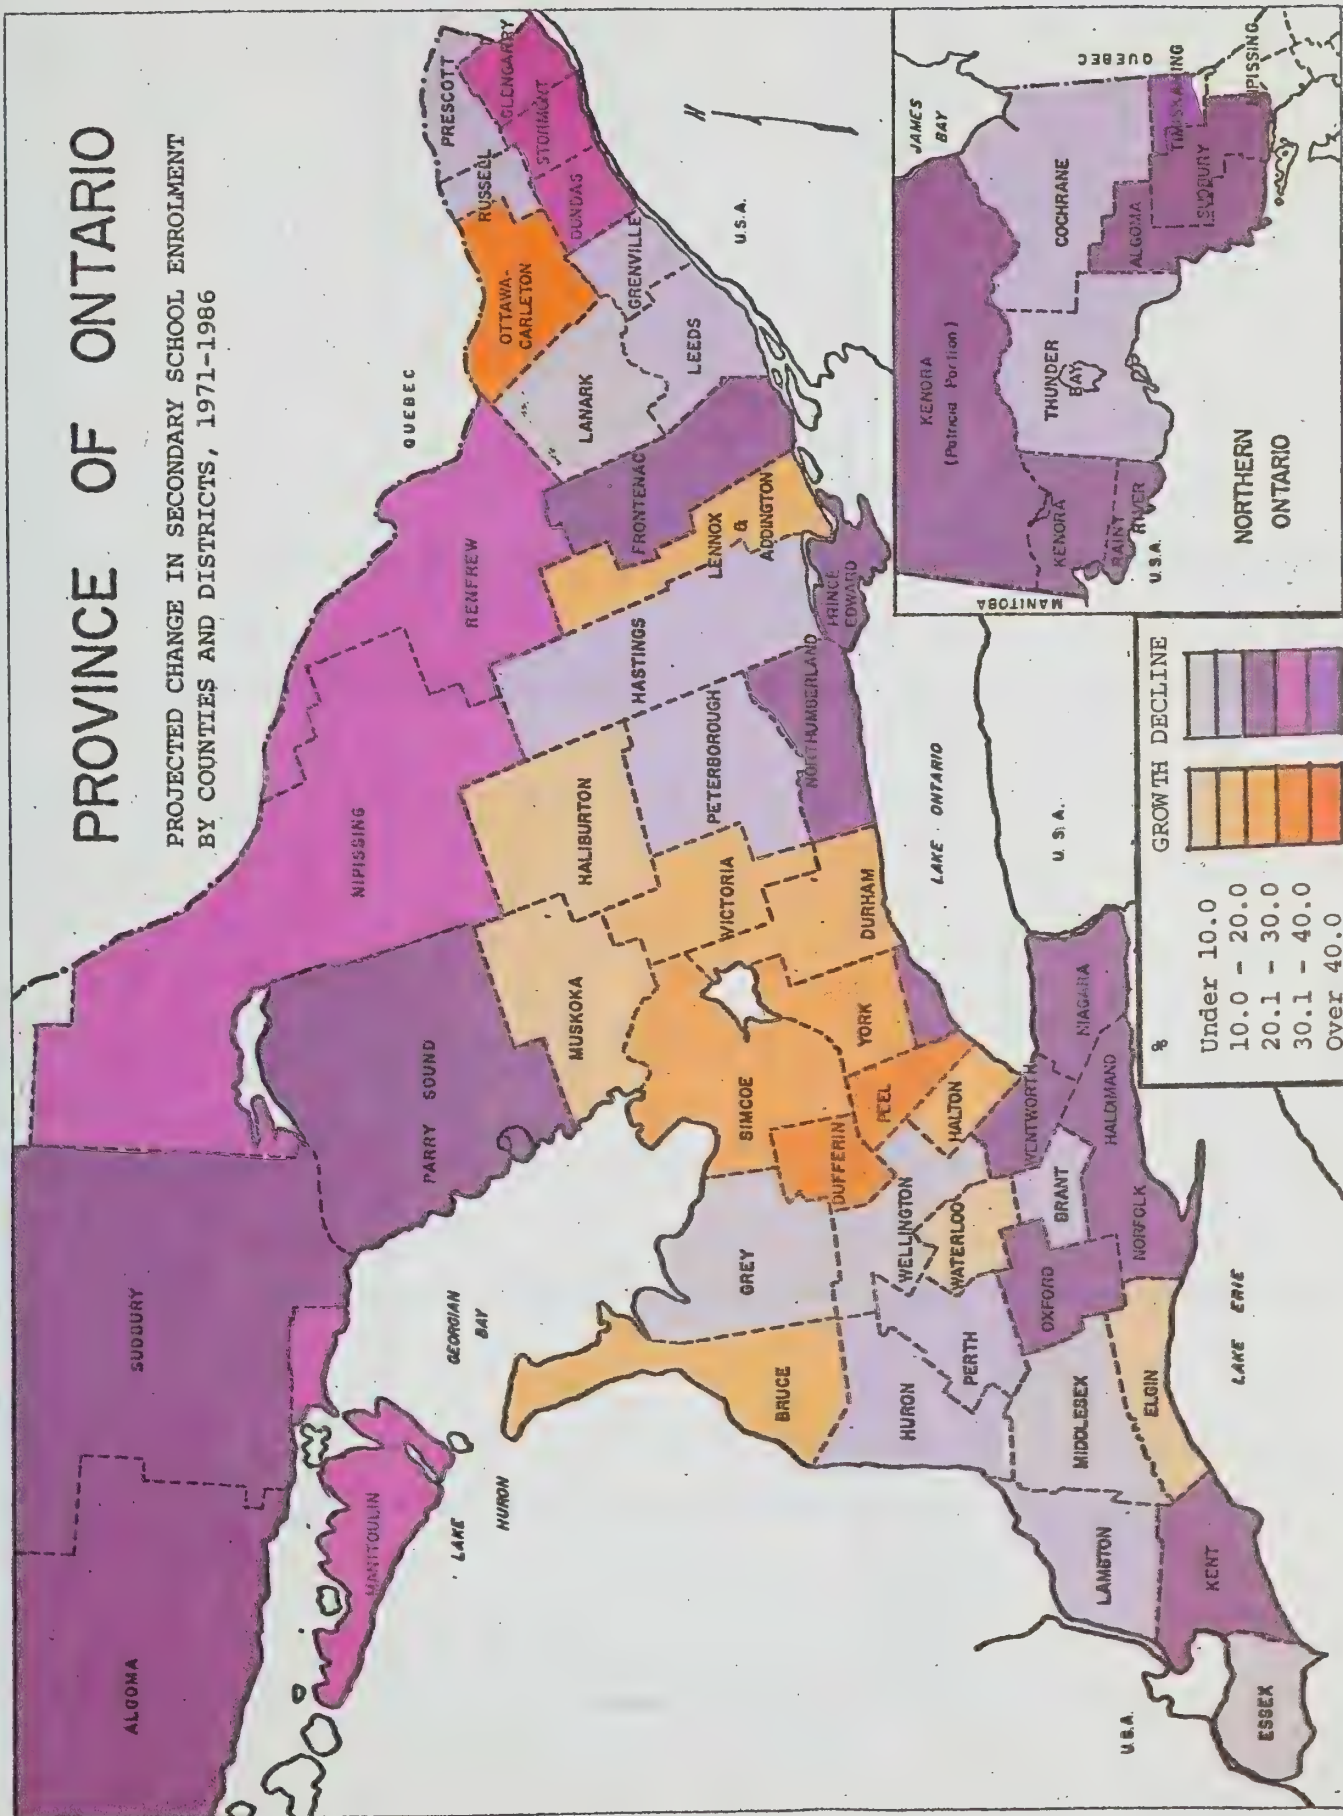 PROVINCE OF ONTARIO
PROJECTED CHANGE IN SECONDARY SCHOOL ENROLMENT
BY COUNTIES AND DISTRICTS, 1971-1986
QUEBEC
PRESCOTT
RUSSELL
GLENGARRY
STORMONT
DUNDAS
OTTAWA-
CARLETON
GRENVILLE
LEEDS
LANARK
FRONTENAC
LENNOX
&
ADDINGTON
RENFREW
HASTINGS
PRINCE
EDWARD
NORTHUMBERLAND
PETERBOROUGH
HALIBURTON
VICTORIA
DURHAM
NIPISSING
MUSKOKA
PARRY SOUND
SIMCOE
YORK
PEEL
HALTON
DUFFERIN
WENTWORTH
NIAGARA
HALDIMAND
BRANT
NORFOLK
WELLINGTON
WATERLOO
OXFORD
GREY
BRUCE
HURON
PERTH
MIDDLESEX
ELGIN
LAMBTON
KENT
ESSEX
SUDBURY
ALGOMA
MANITOULIN
GEORGIAN
BAY
LAKE
HURON
LAKE ERIE
LAKE ONTARIO
U.S.A.
U.S.A.
U.S.A.
N
JAMES
BAY
QUEBEC
MANITOBA
KENORA
(Patricia Portion)
COCHRANE
TIMISKAMING
NIPISSING
ALGOMA
SUDBURY
THUNDER
BAY
KENORA
RAINY
RIVER
U.S.A.
NORTHERN
ONTARIO
% GROWTH DECLINE
Under 10.0
10.0 - 20.0
20.1 - 30.0
30.1 - 40.0
Over 40.0